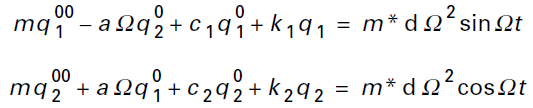 mq₁⁰⁰ – aΩq₂⁰ + c₁q₁⁰ + k₁q₁ = m* d Ω² sin Ωt
mq₂⁰⁰ + aΩq₁⁰ + c₂q₂⁰ + k₂q₂ = m* d Ω² cos Ωt